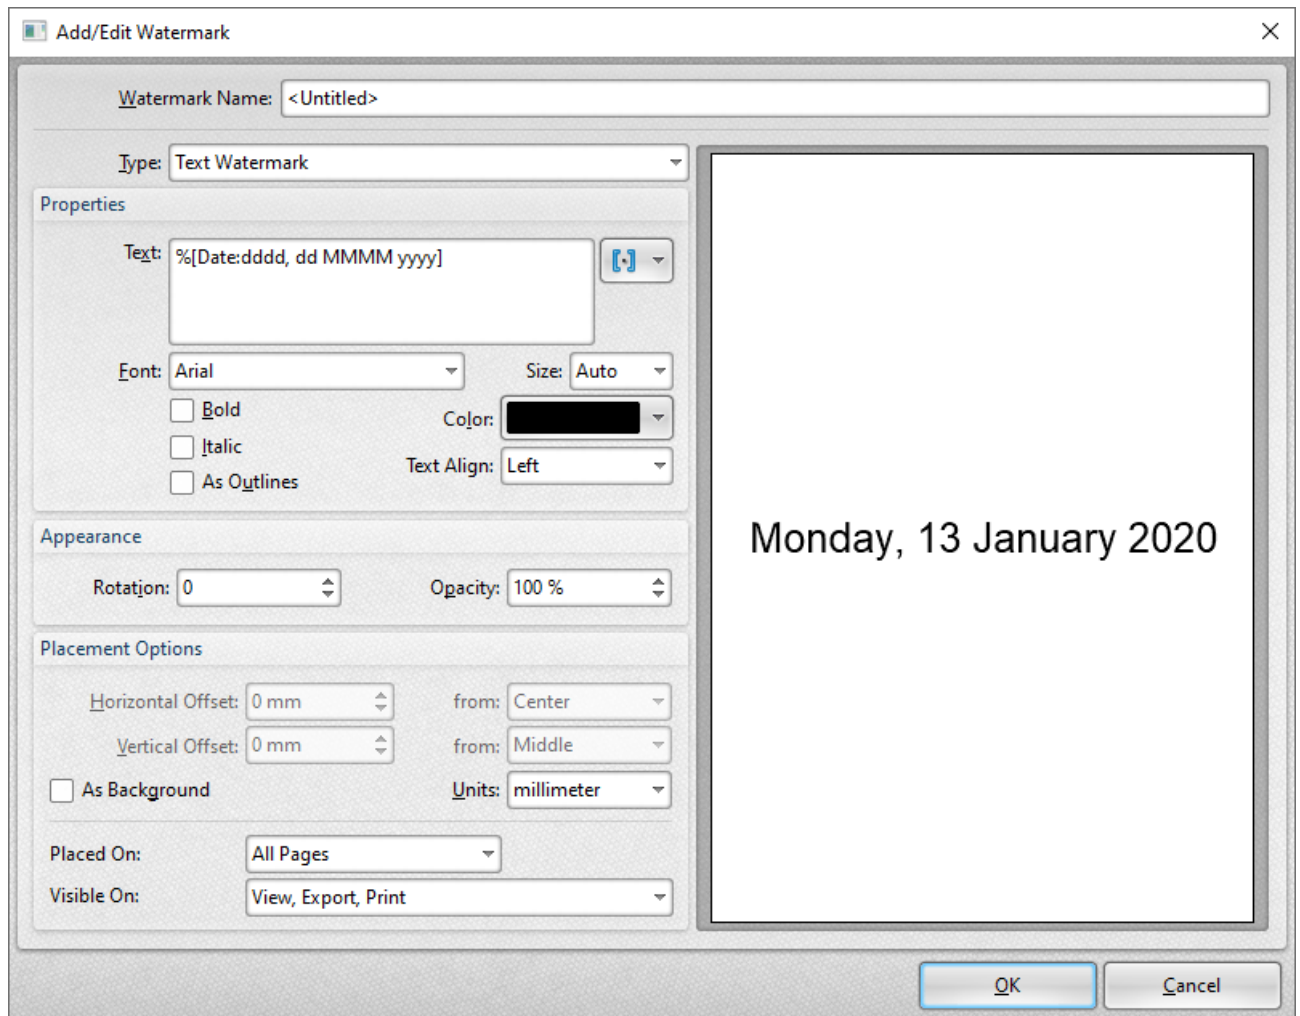 Add/Edit Watermark
Watermark Name: <Untitled>
Type: Text Watermark
Properties
Text: %[Date:dddd, dd MMMM yyyy]
Font: Arial Size: Auto
Bold
Color:
Italic
Text Align: Left
As Outlines
Appearance
Rotation: 0 Opacity: 100 %
Placement Options
Horizontal Offset: 0 mm from: Center
Vertical Offset: 0 mm from: Middle
As Background Units: millimeter
Placed On: All Pages
Visible On: View, Export, Print
Monday, 13 January 2020
OK Cancel